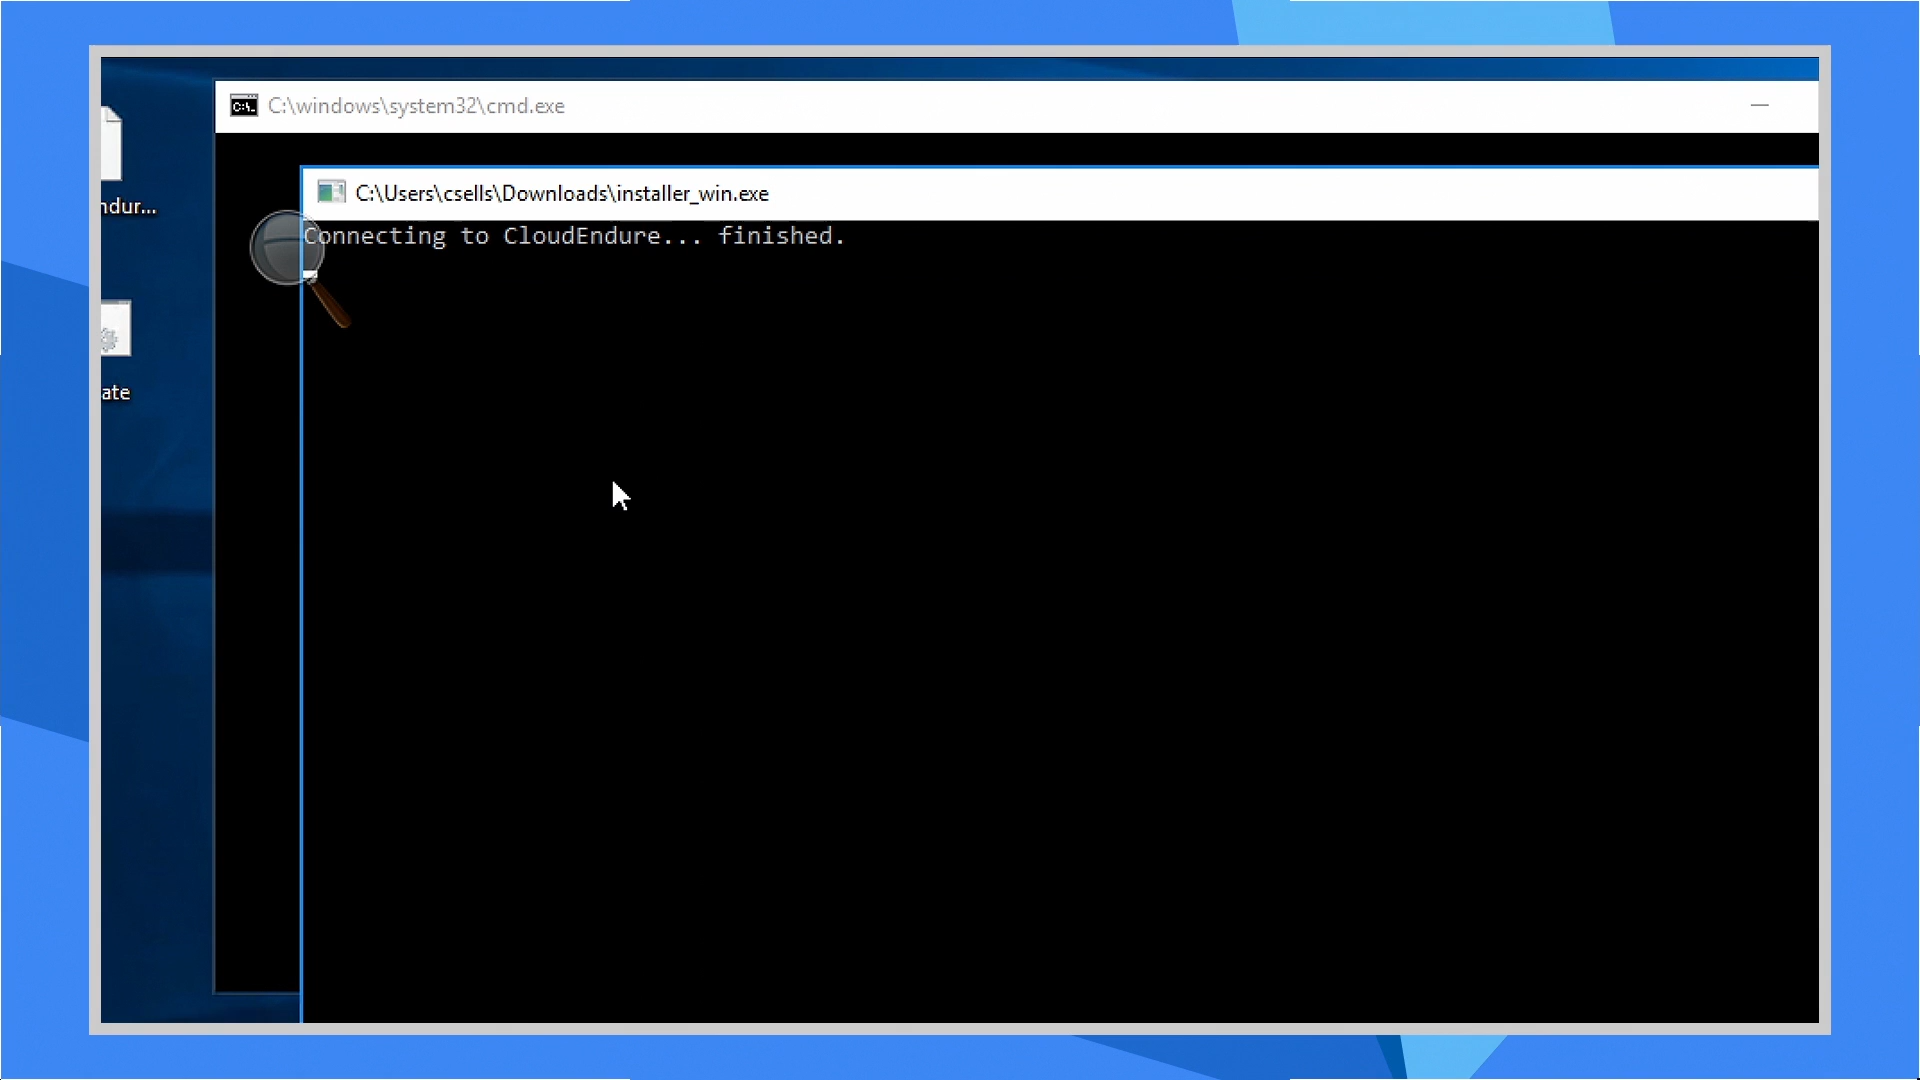 C:\windows\system32\cmd.exe
C:\Users\csells\Downloads\installer_win.exe
ndur...
Connecting to CloudEndure... finished.
ate